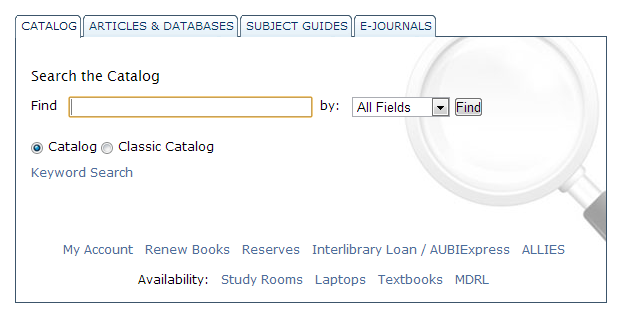 CATALOG ARTICLES & DATABASES SUBJECT GUIDES E-JOURNALS
Search the Catalog
Find by: All Fields Find
Catalog Classic Catalog
Keyword Search
My Account Renew Books Reserves Interlibrary Loan / AUBIExpress ALLIES
Availability: Study Rooms Laptops Textbooks MDRL